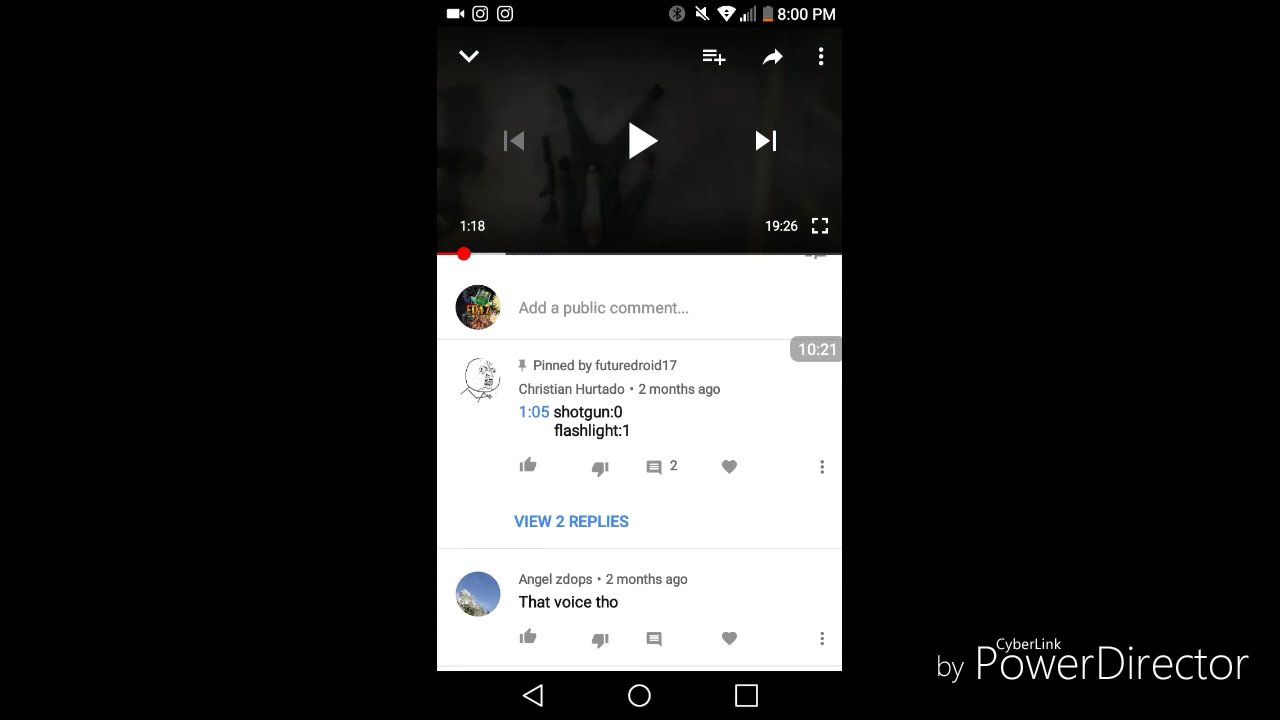 8:00 PM
1:18
19:26
Add a public comment...
10:21
Pinned by futuredroid17
Christian Hurtado • 2 months ago
1:05 shotgun:0
flashlight:1
2
VIEW 2 REPLIES
Angel zdops • 2 months ago
That voice tho
CyberLink
by PowerDirector